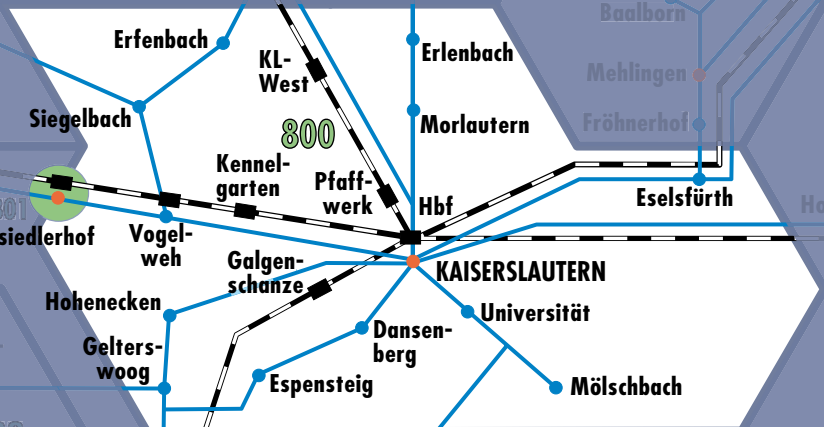 Baalborn
Erfenbach
KL-
West
Erlenbach
Mehlingen
Siegelbach
800
Morlautern
Fröhnerhof
Kennel-
garten
Pfaff-
werk
Hbf
Eselsfürth
801
siedlerhof
Vogel-
weh
Galgen-
schanze
KAISERSLAUTERN
Hohenecken
Universität
Gelters-
woog
Dansen-
berg
Espensteig
Mölschbach